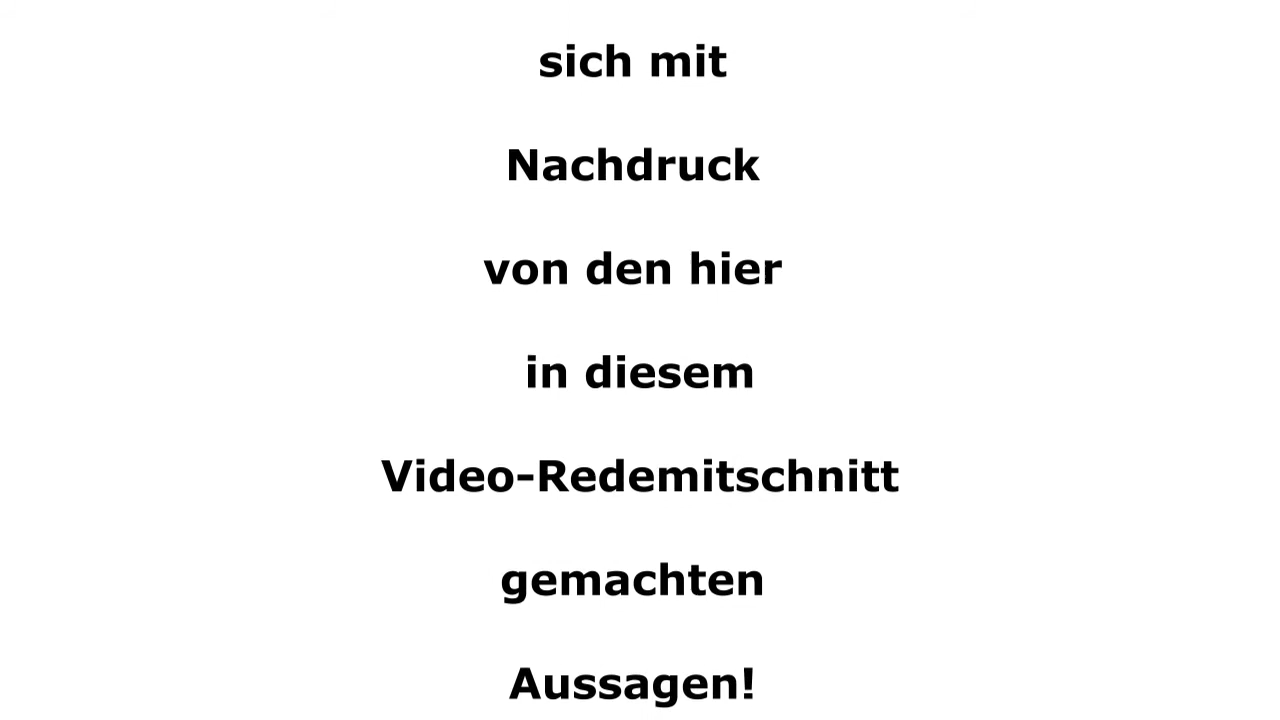 sich mit
Nachdruck
von den hier
in diesem
Video-Redemitschnitt
gemachten
Aussagen!